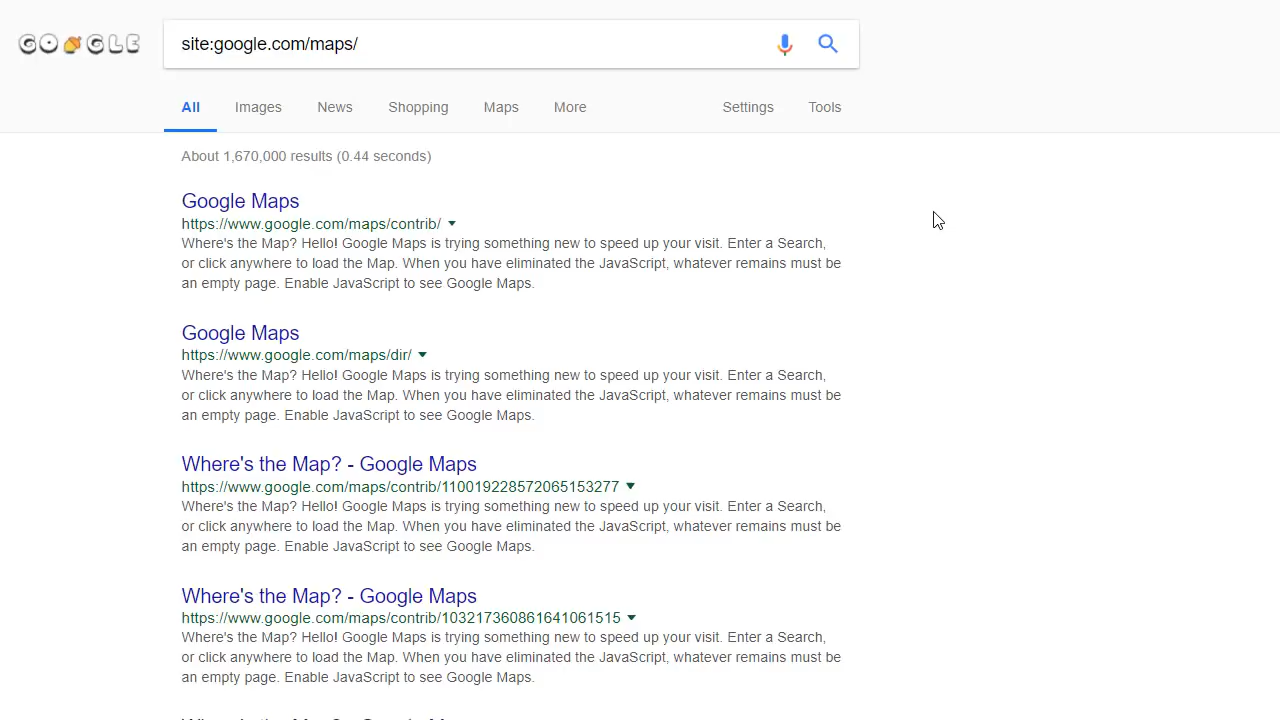 GOOGLE
site:google.com/maps/
All Images News Shopping Maps More Settings Tools
About 1,670,000 results (0.44 seconds)
Google Maps
https://www.google.com/maps/contrib/
Where's the Map? Hello! Google Maps is trying something new to speed up your visit. Enter a Search,
or click anywhere to load the Map. When you have eliminated the JavaScript, whatever remains must be
an empty page. Enable JavaScript to see Google Maps.
Google Maps
https://www.google.com/maps/dir/
Where's the Map? Hello! Google Maps is trying something new to speed up your visit. Enter a Search,
or click anywhere to load the Map. When you have eliminated the JavaScript, whatever remains must be
an empty page. Enable JavaScript to see Google Maps.
Where's the Map? - Google Maps
https://www.google.com/maps/contrib/110019228572065153277
Where's the Map? Hello! Google Maps is trying something new to speed up your visit. Enter a Search,
or click anywhere to load the Map. When you have eliminated the JavaScript, whatever remains must be
an empty page. Enable JavaScript to see Google Maps.
Where's the Map? - Google Maps
https://www.google.com/maps/contrib/103217360861641061515
Where's the Map? Hello! Google Maps is trying something new to speed up your visit. Enter a Search,
or click anywhere to load the Map. When you have eliminated the JavaScript, whatever remains must be
an empty page. Enable JavaScript to see Google Maps.